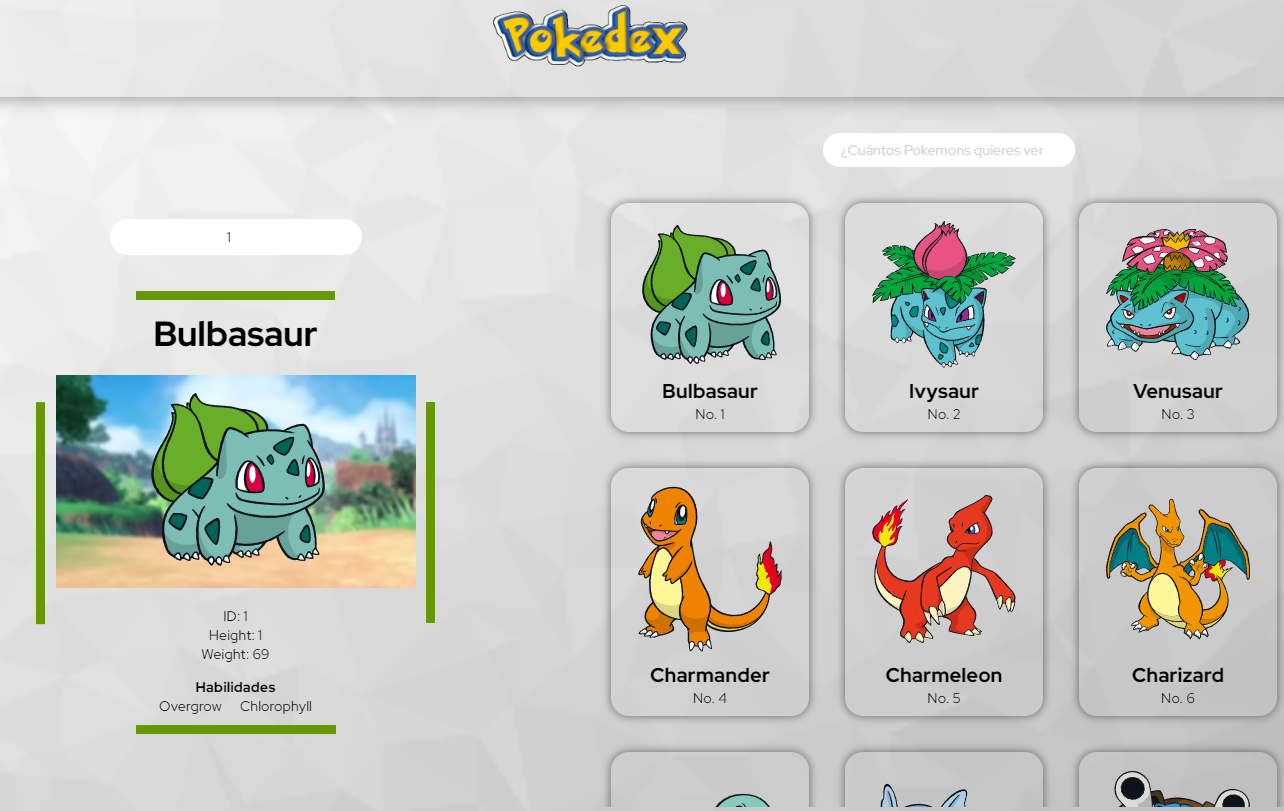 Pokedex
¿Cuántos Pokemons quieres ver
1
Bulbasaur
ID: 1
Height: 1
Weight: 69
Habilidades
Overgrow Chlorophyll
Bulbasaur
No. 1
Ivysaur
No. 2
Venusaur
No. 3
Charmander
No. 4
Charmeleon
No. 5
Charizard
No. 6